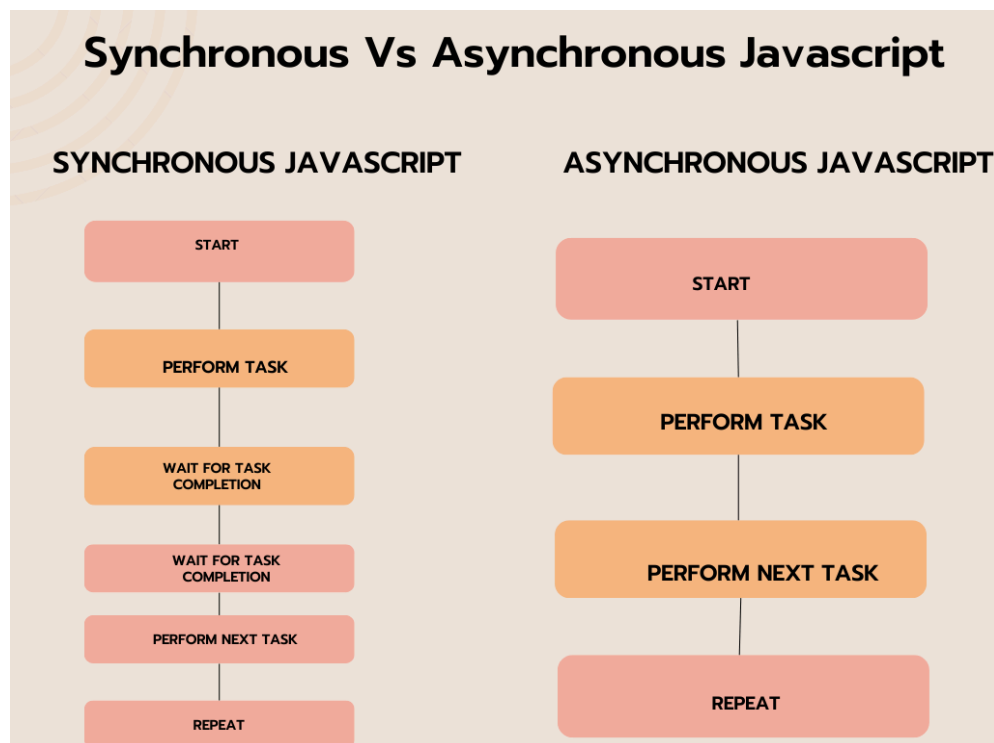 Synchronous Vs Asynchronous Javascript
SYNCHRONOUS JAVASCRIPT
START
PERFORM TASK
WAIT FOR TASK
COMPLETION
WAIT FOR TASK
COMPLETION
PERFORM NEXT TASK
REPEAT
ASYNCHRONOUS JAVASCRIPT
START
PERFORM TASK
PERFORM NEXT TASK
REPEAT